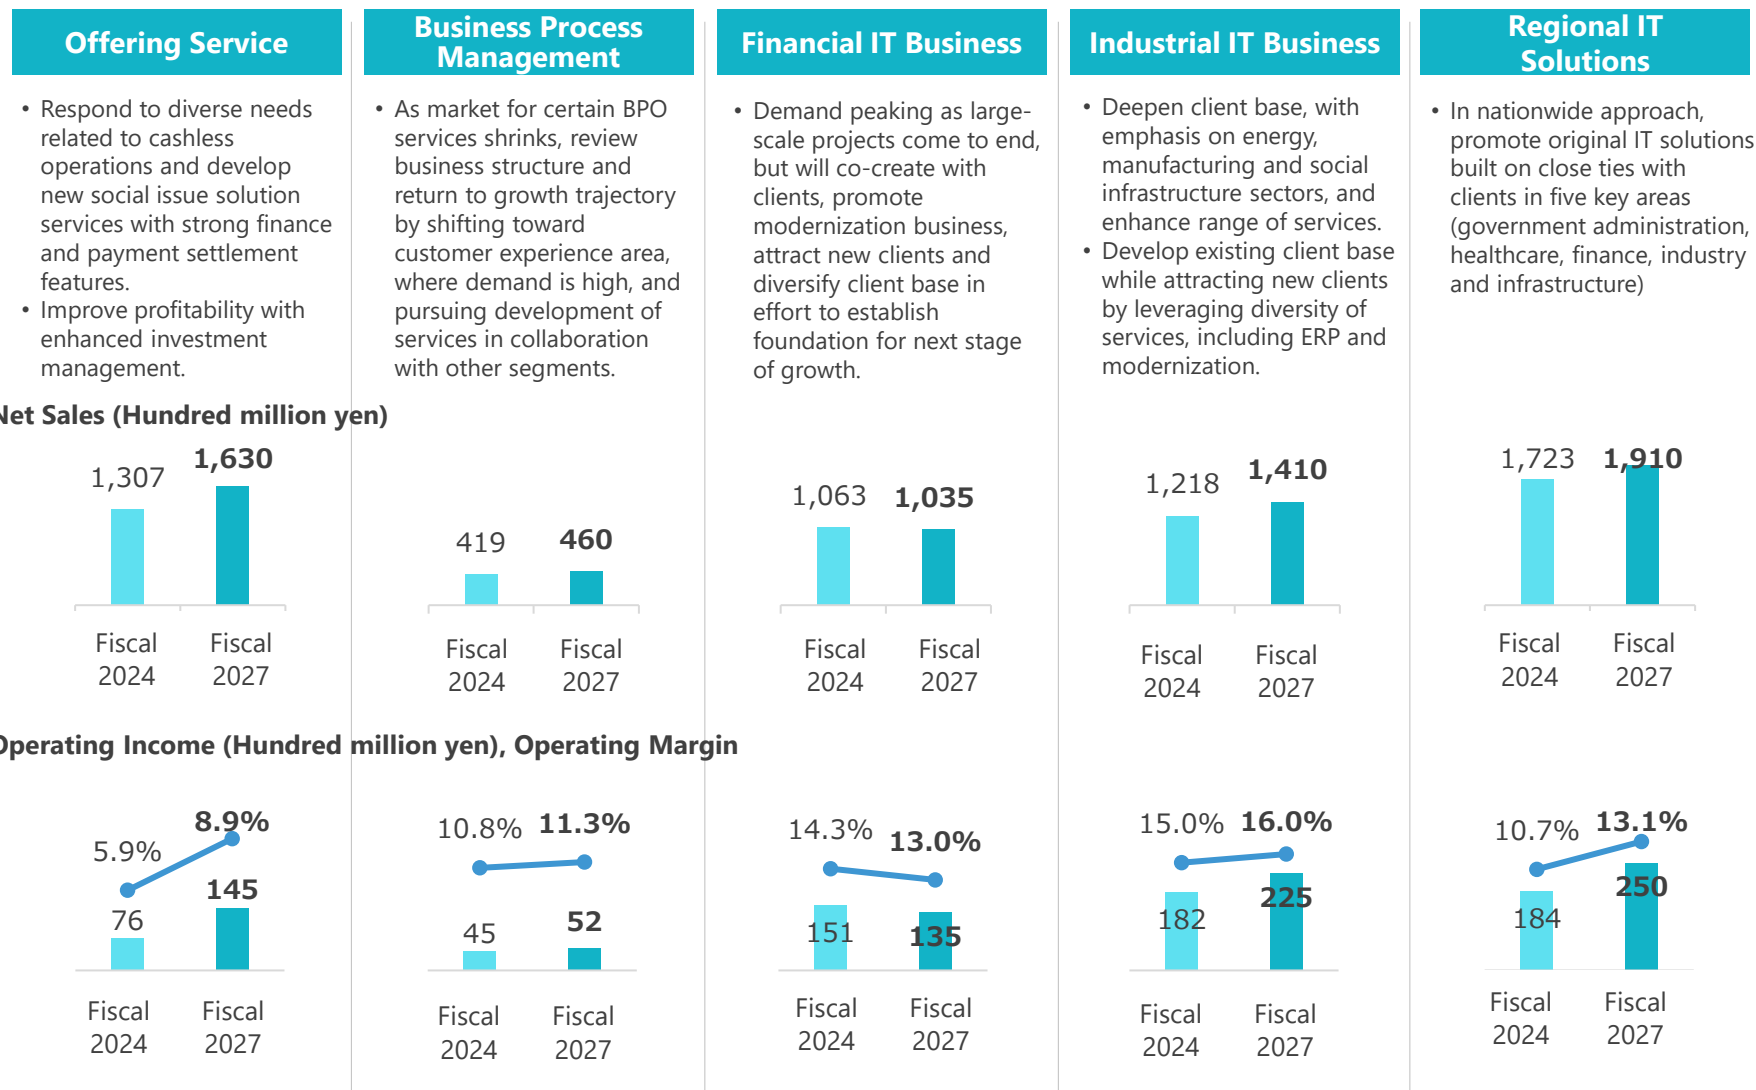 Offering Service
• Respond to diverse needs
related to cashless
operations and develop
new social issue solution
services with strong finance
and payment settlement
features.
• Improve profitability with
enhanced investment
management.
Business Process
Management
• As market for certain BPO
services shrinks, review
business structure and
return to growth trajectory
by shifting toward
customer experience area,
where demand is high, and
pursuing development of
services in collaboration
with other segments.
Financial IT Business
• Demand peaking as large-
scale projects come to end,
but will co-create with
clients, promote
modernization business,
attract new clients and
diversify client base in
effort to establish
foundation for next stage
of growth.
Industrial IT Business
• Deepen client base, with
emphasis on energy,
manufacturing and social
infrastructure sectors, and
enhance range of services.
• Develop existing client base
while attracting new clients
by leveraging diversity of
services, including ERP and
modernization.
Regional IT
Solutions
• In nationwide approach,
promote original IT solutions
built on close ties with
clients in five key areas
(government administration,
healthcare, finance, industry
and infrastructure)
Net Sales (Hundred million yen)
1,307 1,630
Fiscal 2024
Fiscal 2027
419 460
Fiscal 2024
Fiscal 2027
1,063 1,035
Fiscal 2024
Fiscal 2027
1,218 1,410
Fiscal 2024
Fiscal 2027
1,723 1,910
Fiscal 2024
Fiscal 2027
Operating Income (Hundred million yen), Operating Margin
5.9% 8.9%
76 145
Fiscal 2024
Fiscal 2027
10.8% 11.3%
45 52
Fiscal 2024
Fiscal 2027
14.3% 13.0%
151 135
Fiscal 2024
Fiscal 2027
15.0% 16.0%
182 225
Fiscal 2024
Fiscal 2027
10.7% 13.1%
184 250
Fiscal 2024
Fiscal 2027